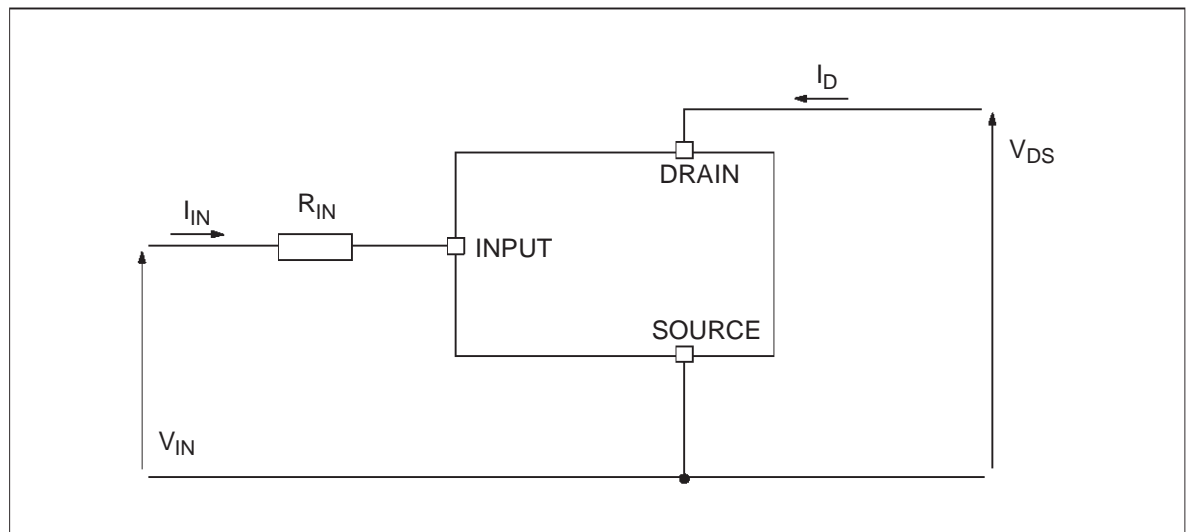 I_D
V_DS
DRAIN
I_IN
R_IN
INPUT
SOURCE
V_IN